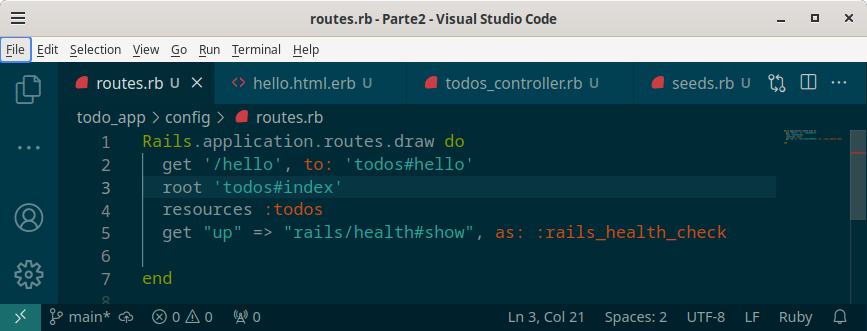 routes.rb - Parte2 - Visual Studio Code
File Edit Selection View Go Run Terminal Help
routes.rb U hello.html.erb U todos_controller.rb U seeds.rb U
todo_app > config > routes.rb
1 Rails.application.routes.draw do
2 get '/hello', to: 'todos#hello'
3 root 'todos#index'
4 resources :todos
5 get "up" => "rails/health#show", as: :rails_health_check
6
7 end
8
main* 0 0 0 Ln 3, Col 21 Spaces: 2 UTF-8 LF Ruby